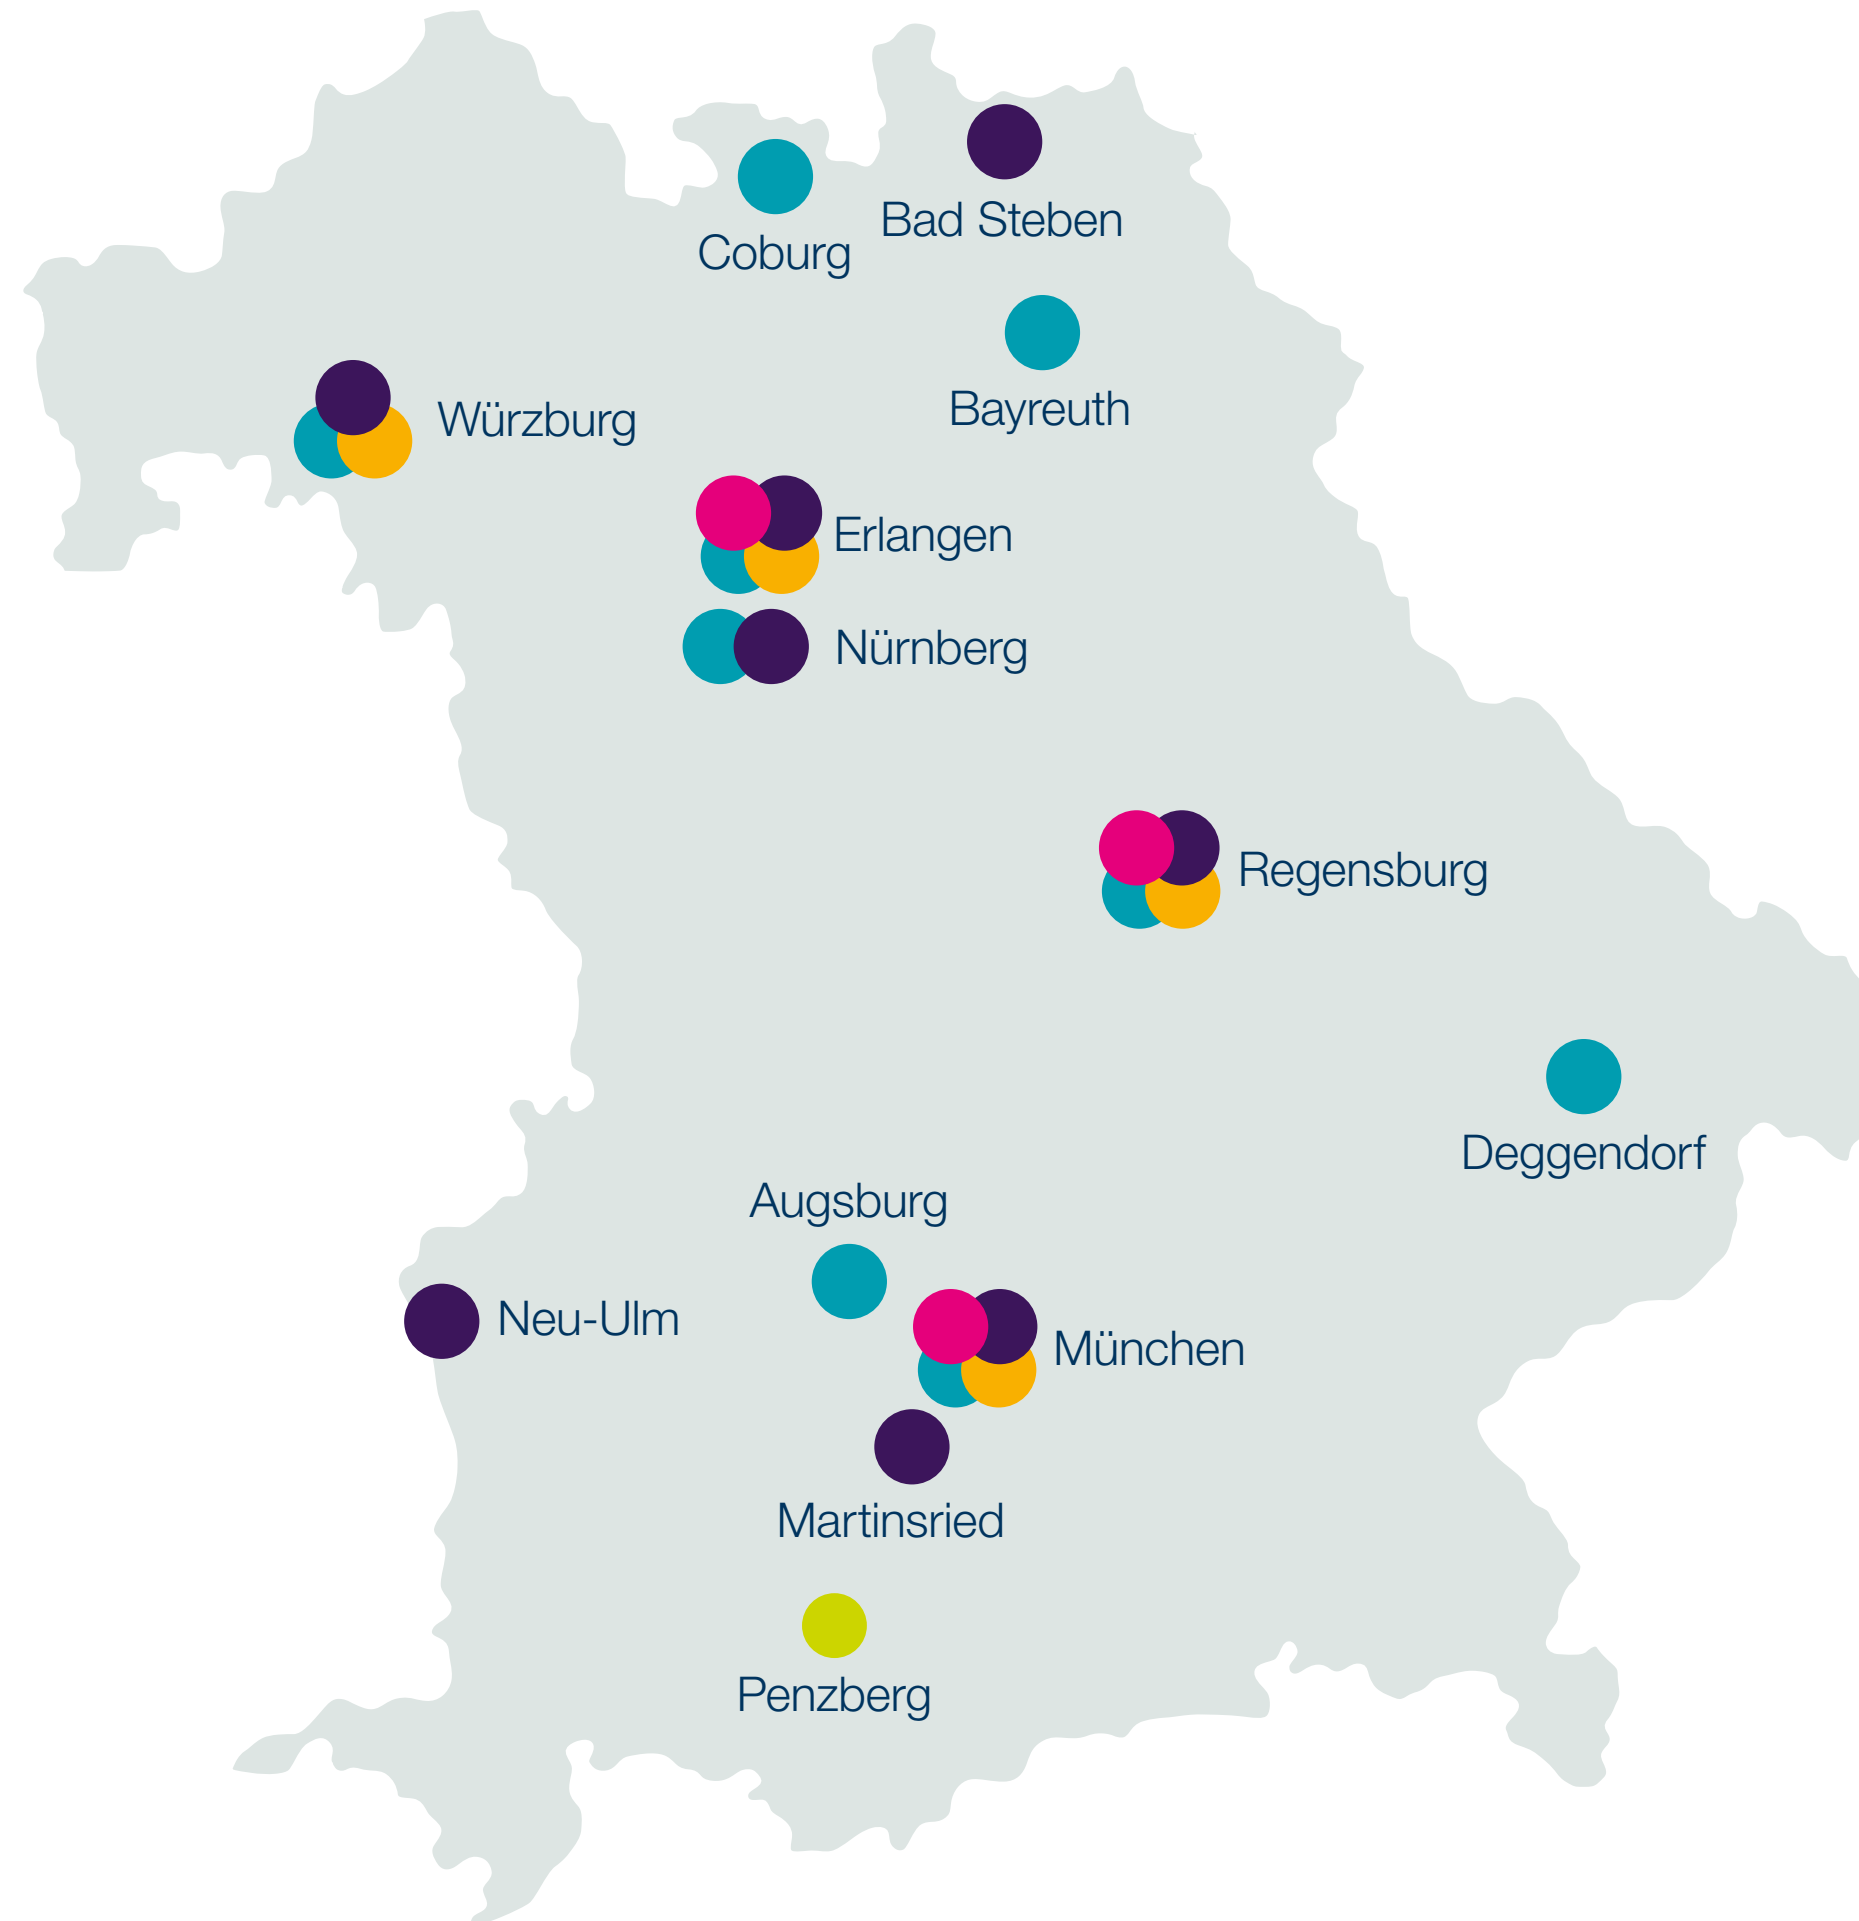 Bad Steben
Coburg
Bayreuth
Würzburg
Erlangen
Nürnberg
Regensburg
Deggendorf
Augsburg
Neu-Ulm
München
Martinsried
Penzberg